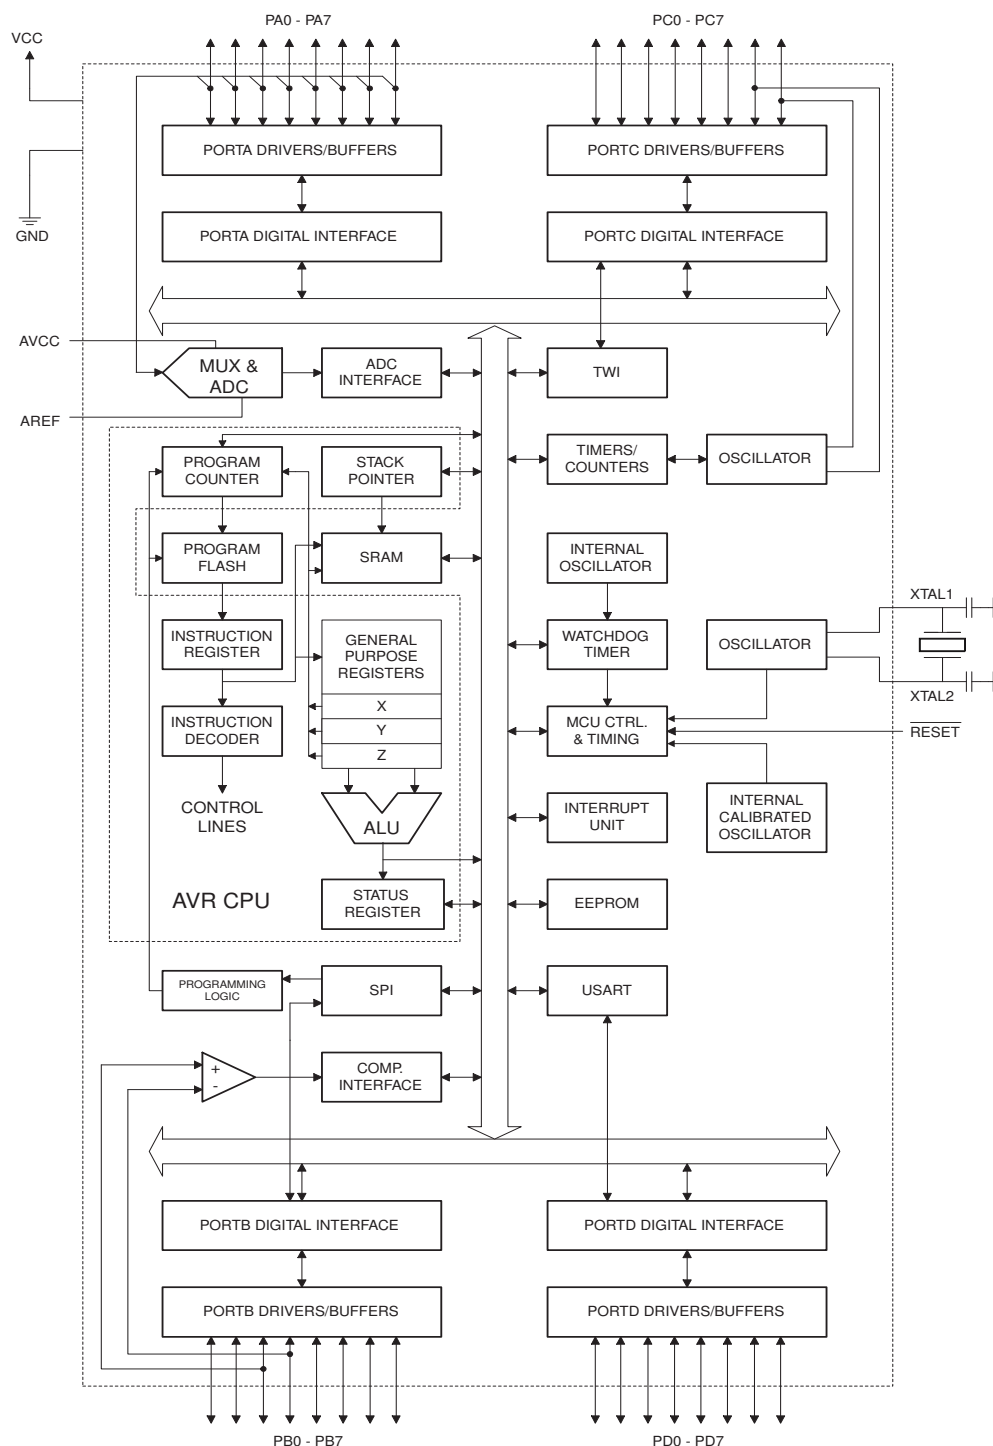 PA0 - PA7
PC0 - PC7
VCC
PORTA DRIVERS/BUFFERS
PORTC DRIVERS/BUFFERS
GND
PORTA DIGITAL INTERFACE
PORTC DIGITAL INTERFACE
AVCC
MUX &
ADC
ADC
INTERFACE
TWI
AREF
PROGRAM
COUNTER
STACK
POINTER
TIMERS/
COUNTERS
OSCILLATOR
PROGRAM
FLASH
SRAM
INTERNAL
OSCILLATOR
XTAL1
INSTRUCTION
REGISTER
GENERAL
PURPOSE
REGISTERS
WATCHDOG
TIMER
OSCILLATOR
XTAL2
X
INSTRUCTION
DECODER
Y
MCU CTRL.
& TIMING
RESET
Z
CONTROL
LINES
ALU
INTERRUPT
UNIT
INTERNAL
CALIBRATED
OSCILLATOR
AVR CPU
STATUS
REGISTER
EEPROM
PROGRAMMING
LOGIC
SPI
USART
+
-
COMP.
INTERFACE
PORTB DIGITAL INTERFACE
PORTD DIGITAL INTERFACE
PORTB DRIVERS/BUFFERS
PORTD DRIVERS/BUFFERS
PB0 - PB7
PD0 - PD7